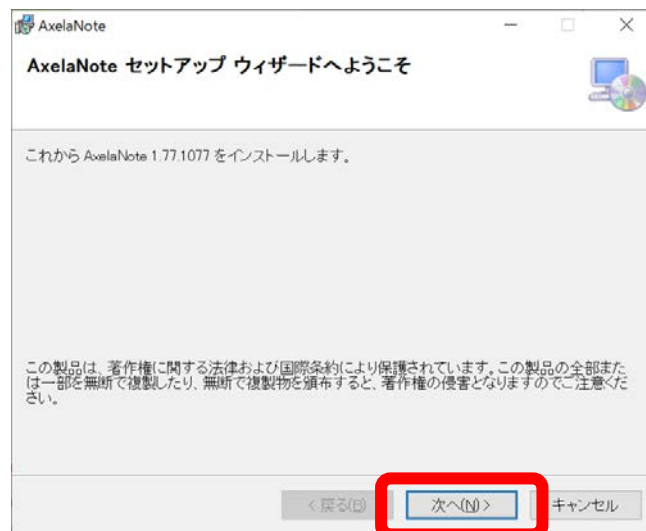 AxelaNote
AxelaNote セットアップ ウィザードへようこそ
これから AxelaNote 1.77.1077 をインストールします。
この製品は、著作権に関する法律および国際条約により保護されています。この製品の全部また
は一部を無断で複製したり、無断で複製物を頒布すると、著作権の侵害となりますのでご注意くだ
さい。
< 戻る(B)
次へ(N) >
キャンセル